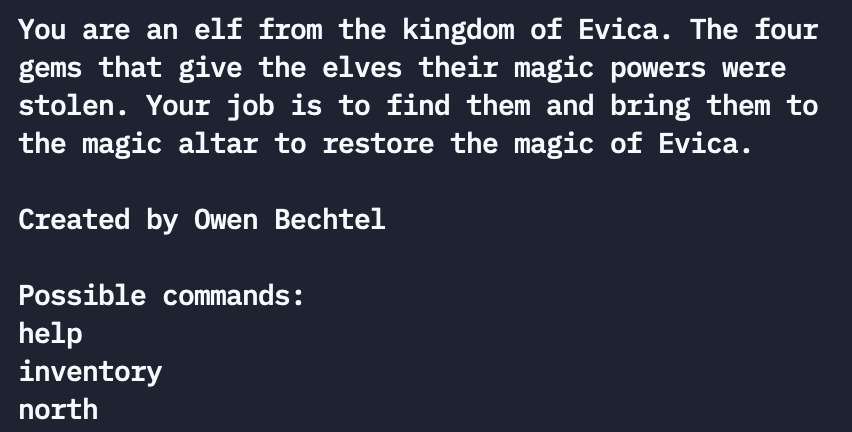 You are an elf from the kingdom of Evica. The four
gems that give the elves their magic powers were
stolen. Your job is to find them and bring them to
the magic altar to restore the magic of Evica.
Created by Owen Bechtel
Possible commands:
help
inventory
north